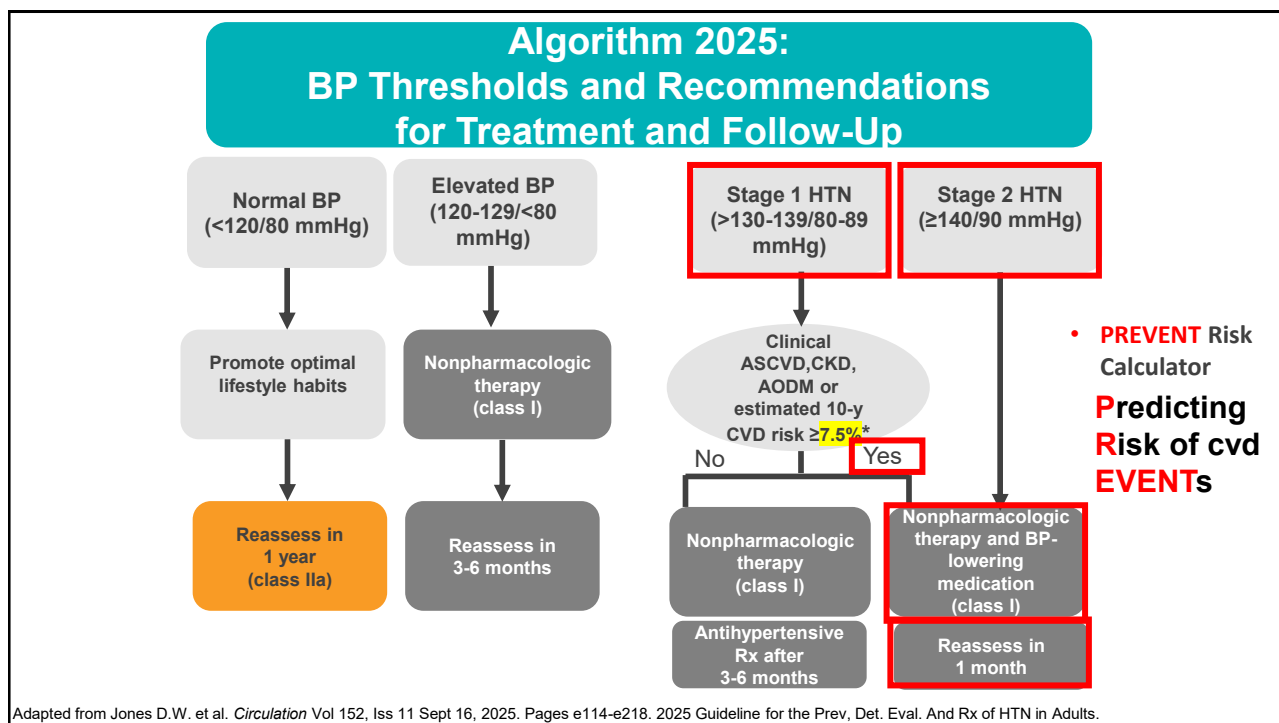 Algorithm 2025:
BP Thresholds and Recommendations
for Treatment and Follow-Up
Normal BP
(<120/80 mmHg)
Elevated BP
(120-129/<80
mmHg)
Stage 1 HTN
(>130-139/80-89
mmHg)
Stage 2 HTN
(≥140/90 mmHg)
Promote optimal
lifestyle habits
Nonpharmacologic
therapy
(class I)
Clinical
ASCVD,CKD,
AODM or
estimated 10-y
CVD risk ≥7.5%*
• PREVENT Risk
Calculator
Predicting
Risk of cvd
EVENTs
No
Yes
Reassess in
1 year
(class IIa)
Reassess in
3-6 months
Nonpharmacologic
therapy
(class I)
Nonpharmacologic
therapy and BP-
lowering
medication
(class I)
Antihypertensive
Rx after
3-6 months
Reassess in
1 month
Adapted from Jones D.W. et al. Circulation Vol 152, Iss 11 Sept 16, 2025. Pages e114-e218. 2025 Guideline for the Prev, Det. Eval. And Rx of HTN in Adults.